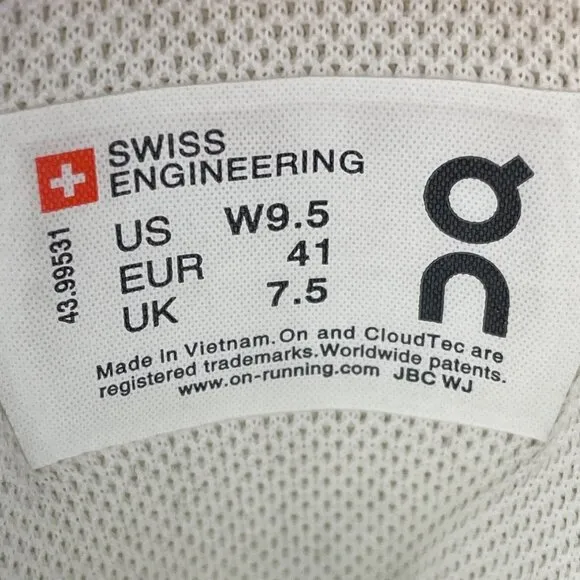 SWISS
ENGINEERING
43.99531
US W9.5
EUR 41
UK 7.5
Made In Vietnam.On and CloudTec are
registered trademarks.Worldwide patents.
www.on-running.com JBC WJ
On